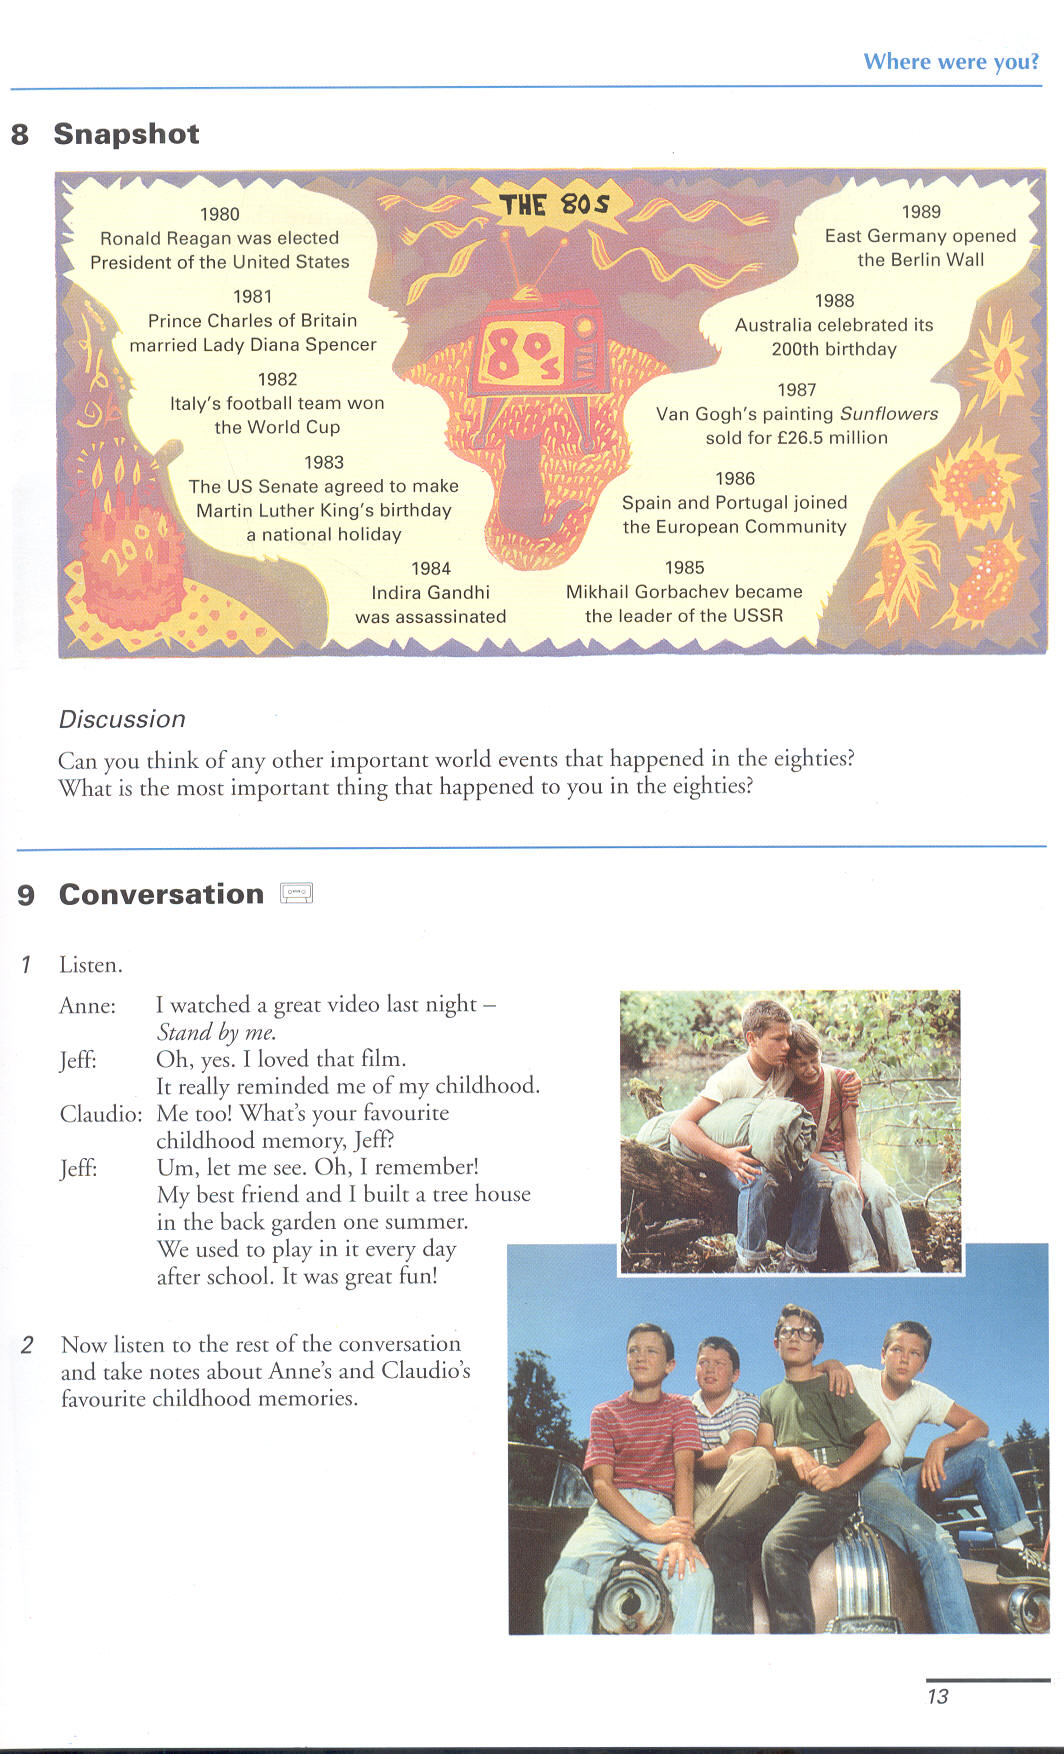 Where were you?
8 Snapshot
THE 80s
1980
Ronald Reagan was elected
President of the United States
1981
Prince Charles of Britain
married Lady Diana Spencer
1982
Italy's football team won
the World Cup
1983
The US Senate agreed to make
Martin Luther King's birthday
a national holiday
1984
Indira Gandhi
was assassinated
1985
Mikhail Gorbachev became
the leader of the USSR
1986
Spain and Portugal joined
the European Community
1987
Van Gogh's painting Sunflowers
sold for £26.5 million
1988
Australia celebrated its
200th birthday
1989
East Germany opened
the Berlin Wall
80s
200
Discussion
Can you think of any other important world events that happened in the eighties?
What is the most important thing that happened to you in the eighties?
9 Conversation
1 Listen.
Anne: I watched a great video last night –
Stand by me.
Jeff: Oh, yes. I loved that film.
It really reminded me of my childhood.
Claudio: Me too! What's your favourite
childhood memory, Jeff?
Jeff: Um, let me see. Oh, I remember!
My best friend and I built a tree house
in the back garden one summer.
We used to play in it every day
after school. It was great fun!
2 Now listen to the rest of the conversation
and take notes about Anne's and Claudio's
favourite childhood memories.
13